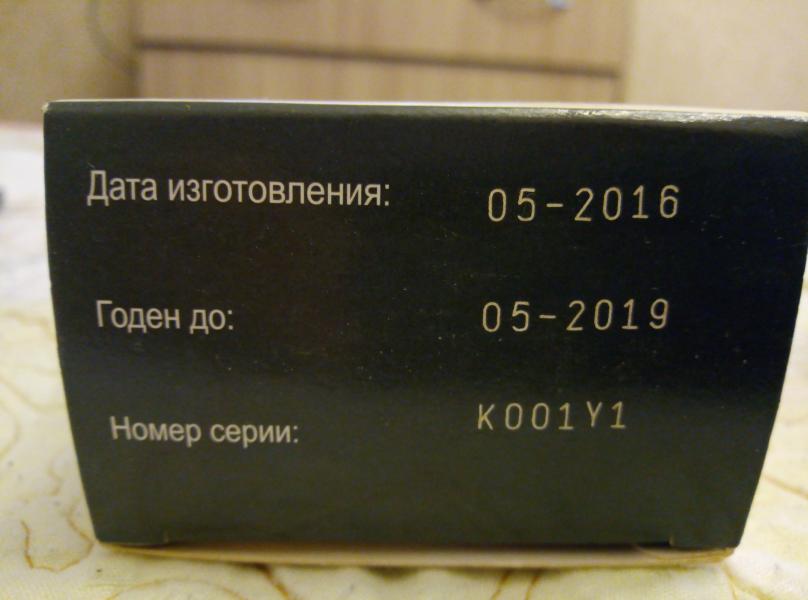 Дата изготовления: 05-2016
Годен до: 05-2019
Номер серии: K001Y1